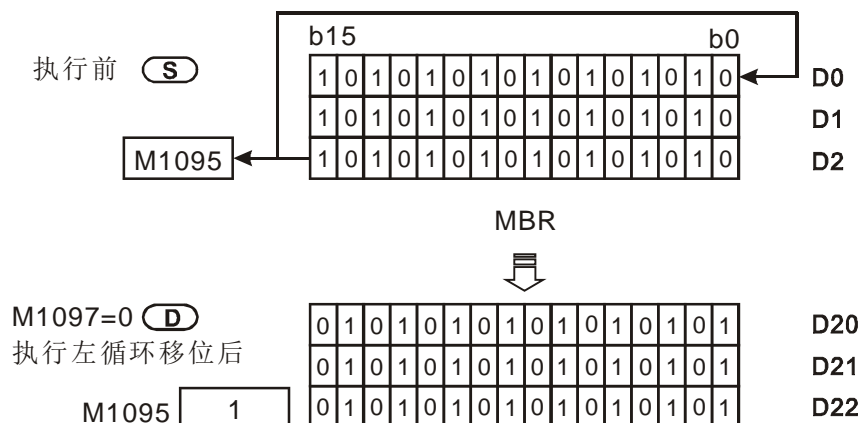 b15 b0
执行前 S 1 0 1 0 1 0 1 0 1 0 1 0 1 0 1 0 D0
1 0 1 0 1 0 1 0 1 0 1 0 1 0 1 0 D1
M1095 1 0 1 0 1 0 1 0 1 0 1 0 1 0 1 0 D2
MBR
M1097=0 D 0 1 0 1 0 1 0 1 0 1 0 1 0 1 0 1 D20
执行左循环移位后 0 1 0 1 0 1 0 1 0 1 0 1 0 1 0 1 D21
M1095 1 0 1 0 1 0 1 0 1 0 1 0 1 0 1 0 1 D22